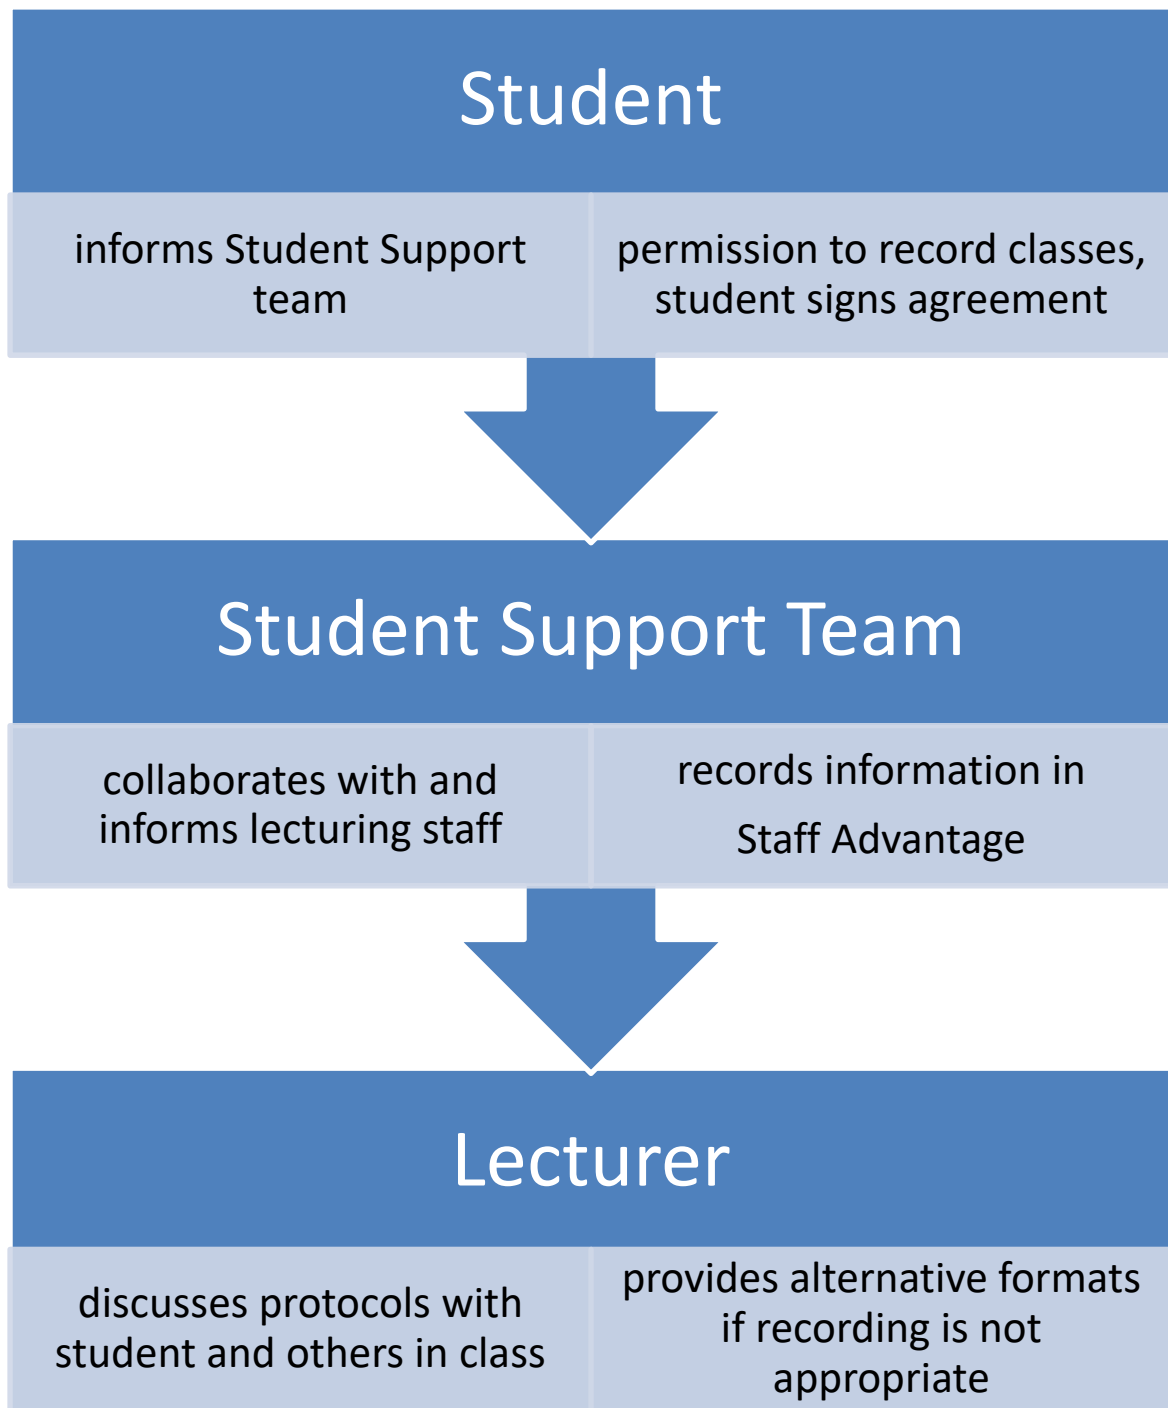 Student
informs Student Support
team
permission to record classes,
student signs agreement
Student Support Team
collaborates with and
informs lecturing staff
records information in
Staff Advantage
Lecturer
discusses protocols with
student and others in class
provides alternative formats
if recording is not
appropriate